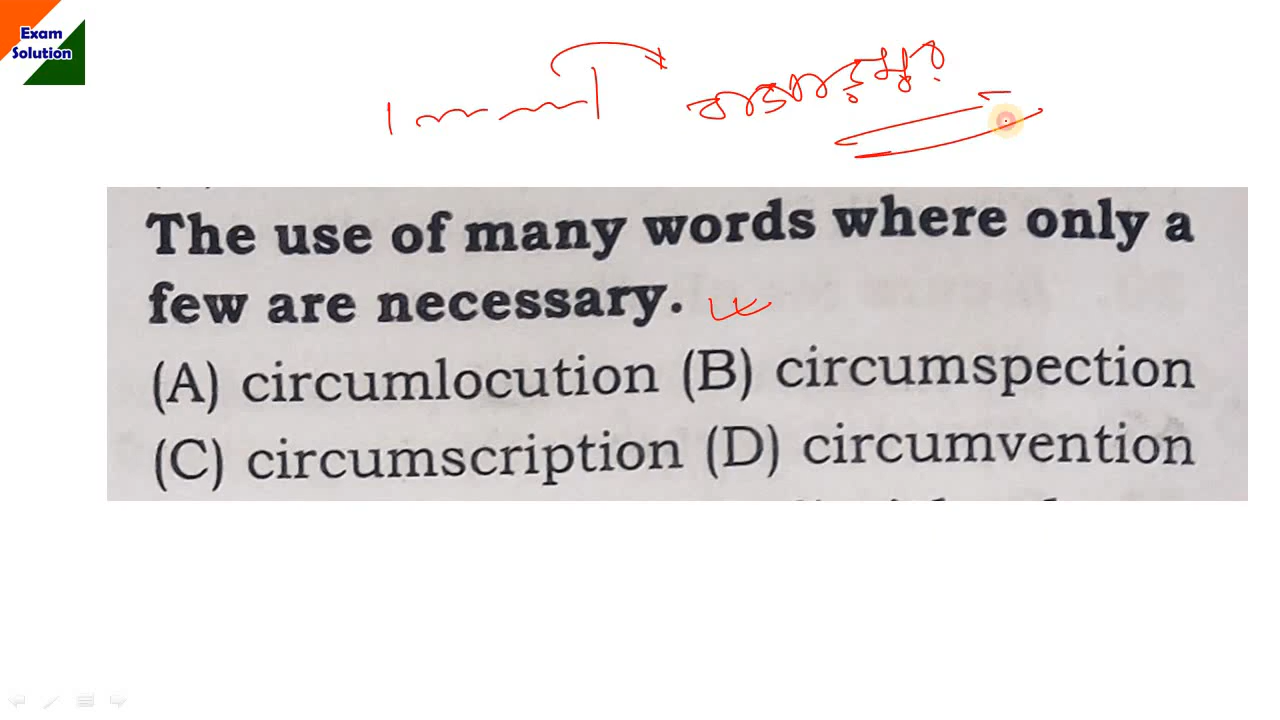 Exam
Solution
The use of many words where only a
few are necessary.
(A) circumlocution (B) circumspection
(C) circumscription (D) circumvention